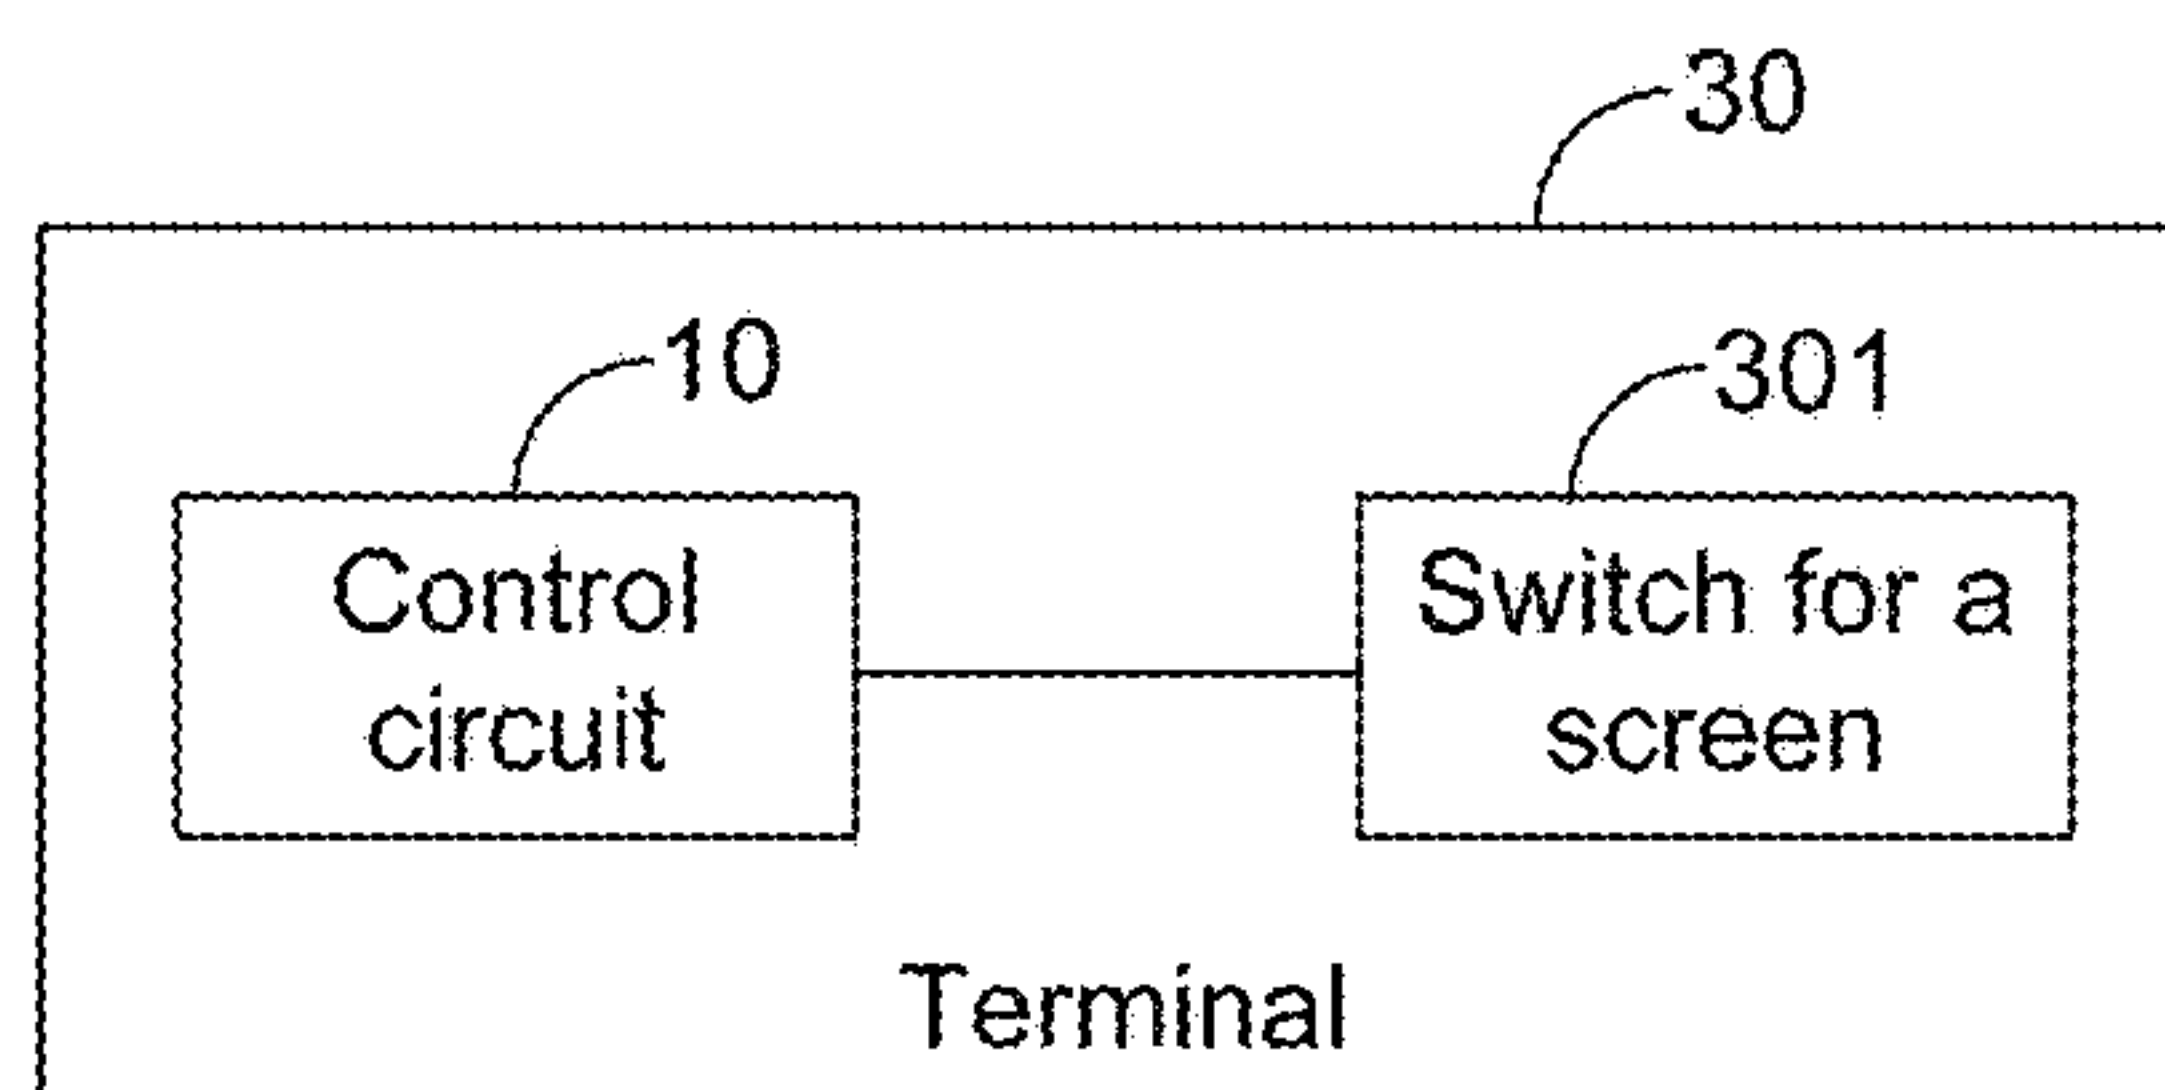 30
10
301
Control
circuit
Switch for a
screen
Terminal